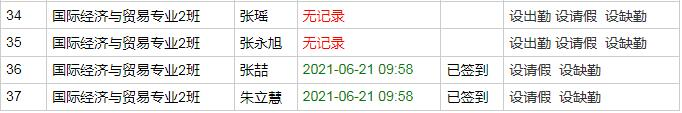 34 国际经济与贸易专业2班 张瑶 无记录 设出勤 设请假 设缺勤
35 国际经济与贸易专业2班 张永旭 无记录 设出勤 设请假 设缺勤
36 国际经济与贸易专业2班 张喆 2021-06-21 09:58 已签到 设请假 设缺勤
37 国际经济与贸易专业2班 朱立慧 2021-06-21 09:58 已签到 设请假 设缺勤